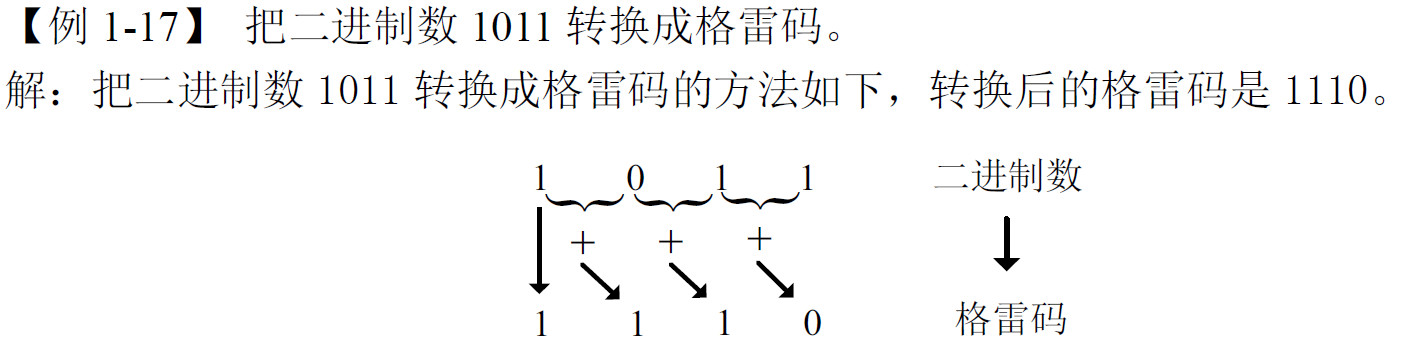 【例 1-17】 把二进制数 1011 转换成格雷码。
解：把二进制数 1011 转换成格雷码的方法如下，转换后的格雷码是 1110。
1 0 1 1 二进制数
+ + +
1 1 1 0 格雷码